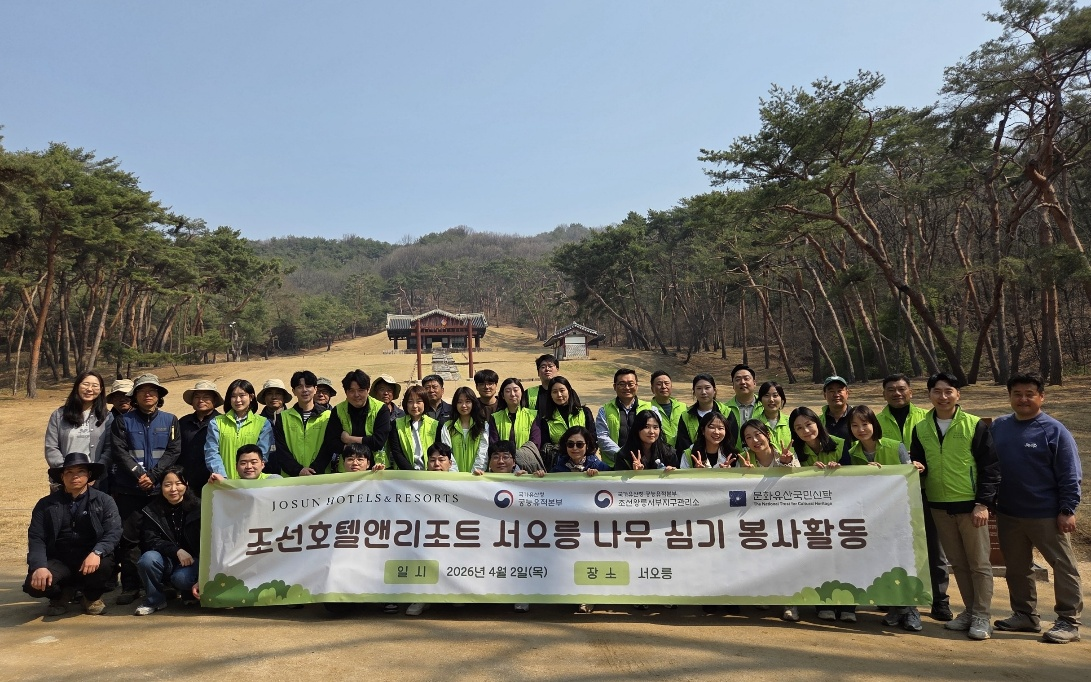 JOSUN HOTELS & RESORTS
국가유산청
궁능유적본부
국가유산청 궁능유적본부
조선왕릉서부지구관리소
문화유산국민신탁
The National Trust for Cultural Heritage
조선호텔앤리조트 서오릉 나무 심기 봉사활동
일 시 2026년 4월 2일(목) 장 소 서오릉